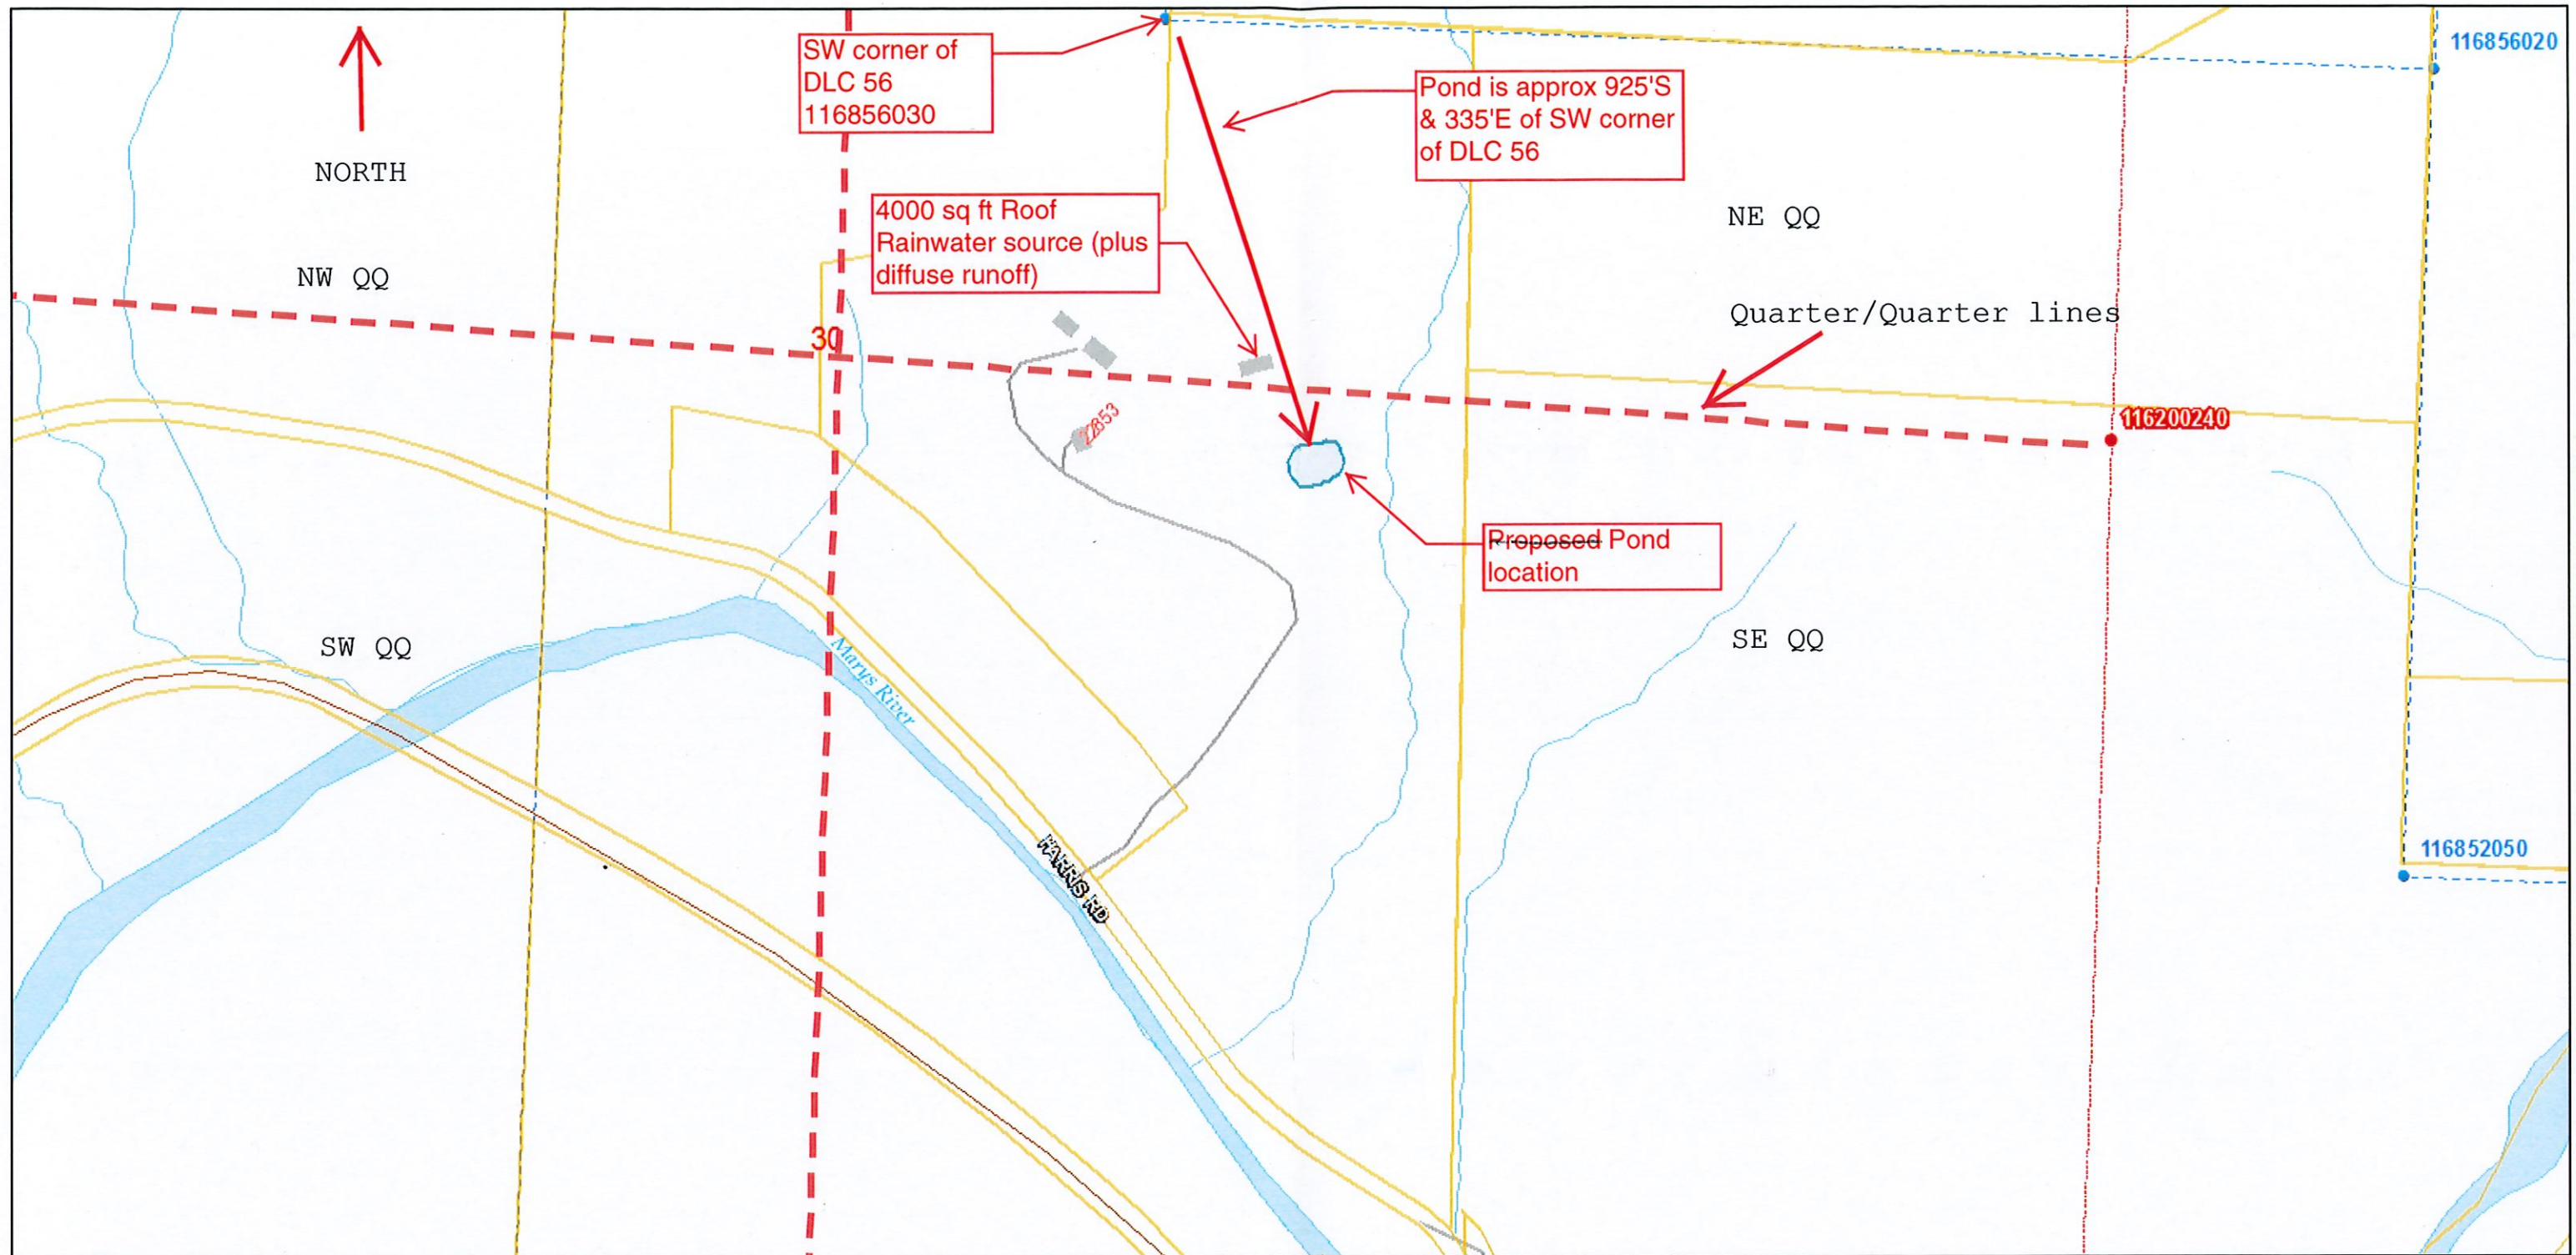 116856020
SW corner of
DLC 56
116856030
Pond is approx 925'S
& 335'E of SW corner
of DLC 56
NORTH
4000 sq ft Roof
Rainwater source (plus
diffuse runoff)
NE QQ
NW QQ
Quarter/Quarter lines
30
116200240
22853
Proposed Pond
location
SW QQ
SE QQ
Marys River
HARRIS RD
116852050